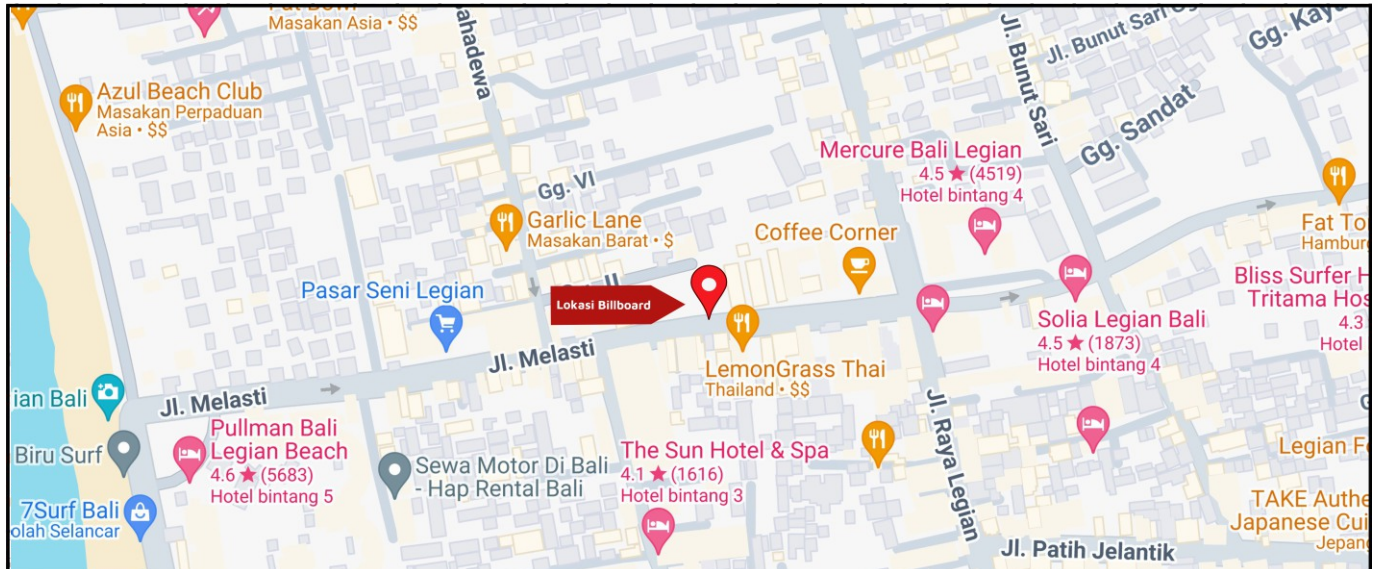 Masakan Asia • $$
Azul Beach Club
Masakan Perpaduan
Asia • $$
Jl. Bunut Sari
Jl. Bunut Sari
Gg. Sandat
Mercure Bali Legian
4.5 ★ (4519)
Hotel bintang 4
Gg. VI
Garlic Lane
Masakan Barat • $
Coffee Corner
Pasar Seni Legian
Lokasi Billboard
Jl. Melasti
LemonGrass Thai
Thailand • $$
Solia Legian Bali
4.5 ★ (1873)
Hotel bintang 4
Bliss Surfer H
Tritama Hos
4.3
Hotel
Fat To
Hamburg
ian Bali
Jl. Melasti
Biru Surf
Pullman Bali
Legian Beach
4.6 ★ (5683)
Hotel bintang 5
7Surf Bali
olah Selancar
Sewa Motor Di Bali
- Hap Rental Bali
The Sun Hotel & Spa
4.1 ★ (1616)
Hotel bintang 3
Jl. Raya Legian
Jl. Patih Jelantik
Legian Fe
TAKE Authe
Japanese Cui
Jepang